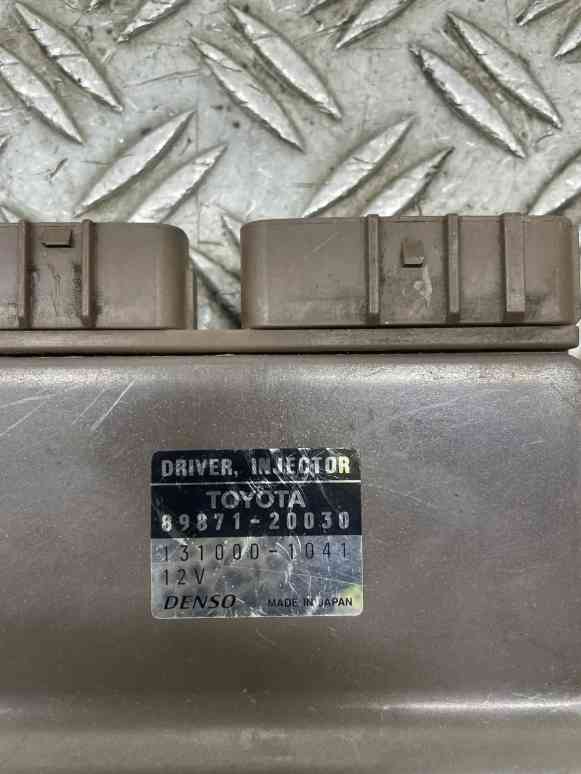 DRIVER, INJECTOR
TOYOTA
89871-20030
131000-1041
12V
DENSO MADE IN JAPAN